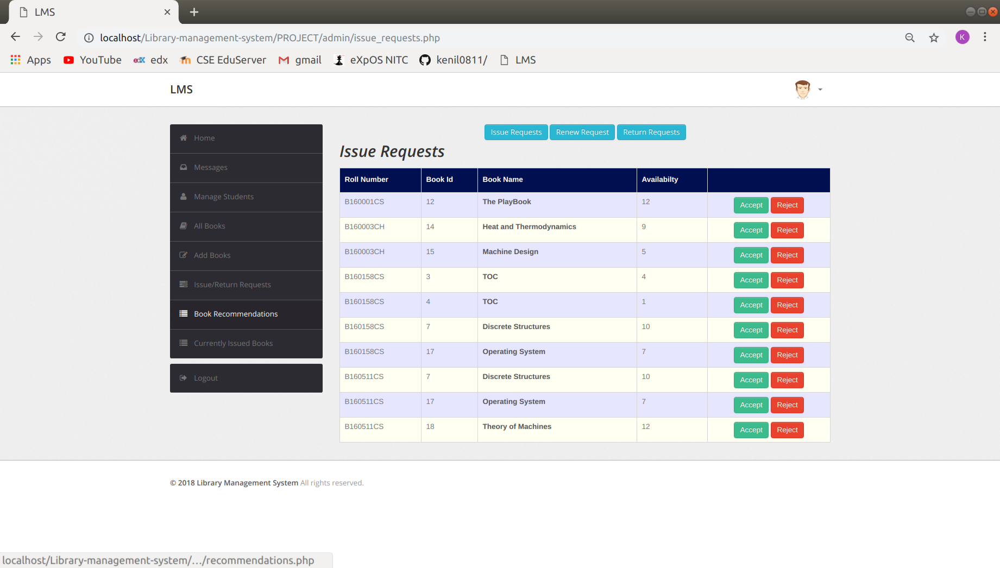 LMS
localhost/Library-management-system/PROJECT/admin/issue_requests.php
K
Apps YouTube edx CSE EduServer gmail eXpOS NITC kenil0811/ LMS
LMS
Home
Messages
Manage Students
All Books
Add Books
Issue/Return Requests
Book Recommendations
Currently Issued Books
Logout
Issue Requests Renew Request Return Requests
Issue Requests
Roll Number Book Id Book Name Availabilty
B160001CS 12 The PlayBook 12 Accept Reject
B160003CH 14 Heat and Thermodynamics 9 Accept Reject
B160003CH 15 Machine Design 5 Accept Reject
B160158CS 3 TOC 4 Accept Reject
B160158CS 4 TOC 1 Accept Reject
B160158CS 7 Discrete Structures 10 Accept Reject
B160158CS 17 Operating System 7 Accept Reject
B160511CS 7 Discrete Structures 10 Accept Reject
B160511CS 17 Operating System 7 Accept Reject
B160511CS 18 Theory of Machines 12 Accept Reject
© 2018 Library Management System All rights reserved.
localhost/Library-management-system/…/recommendations.php